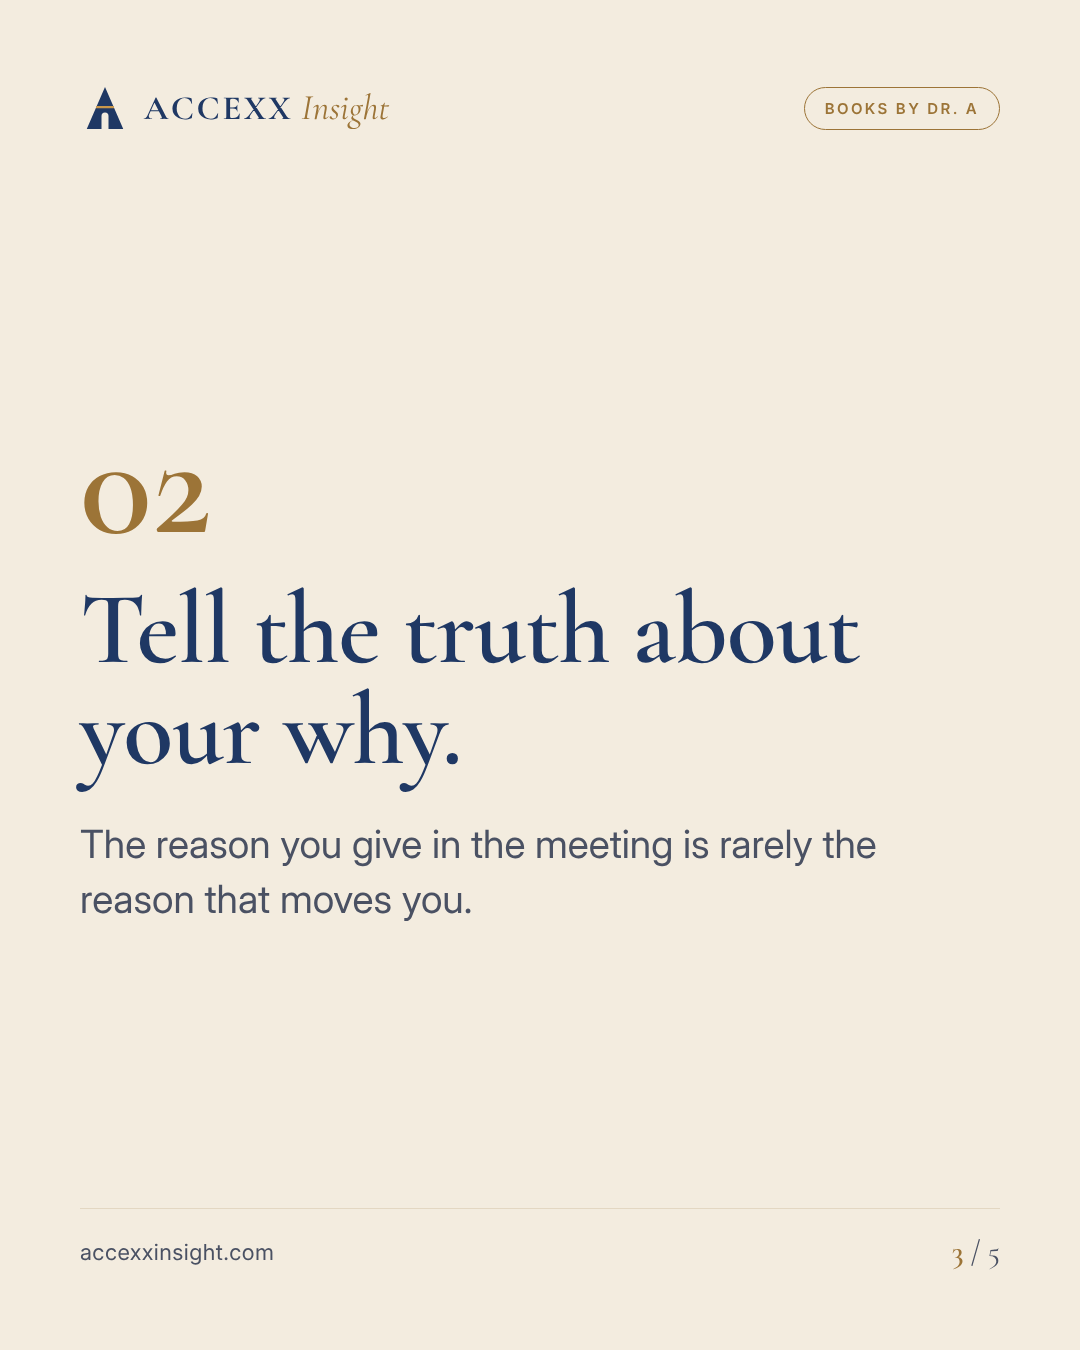 ACCEXX Insight
BOOKS BY DR. A
02
Tell the truth about
your why.
The reason you give in the meeting is rarely the
reason that moves you.
accexxinsight.com
3 / 5